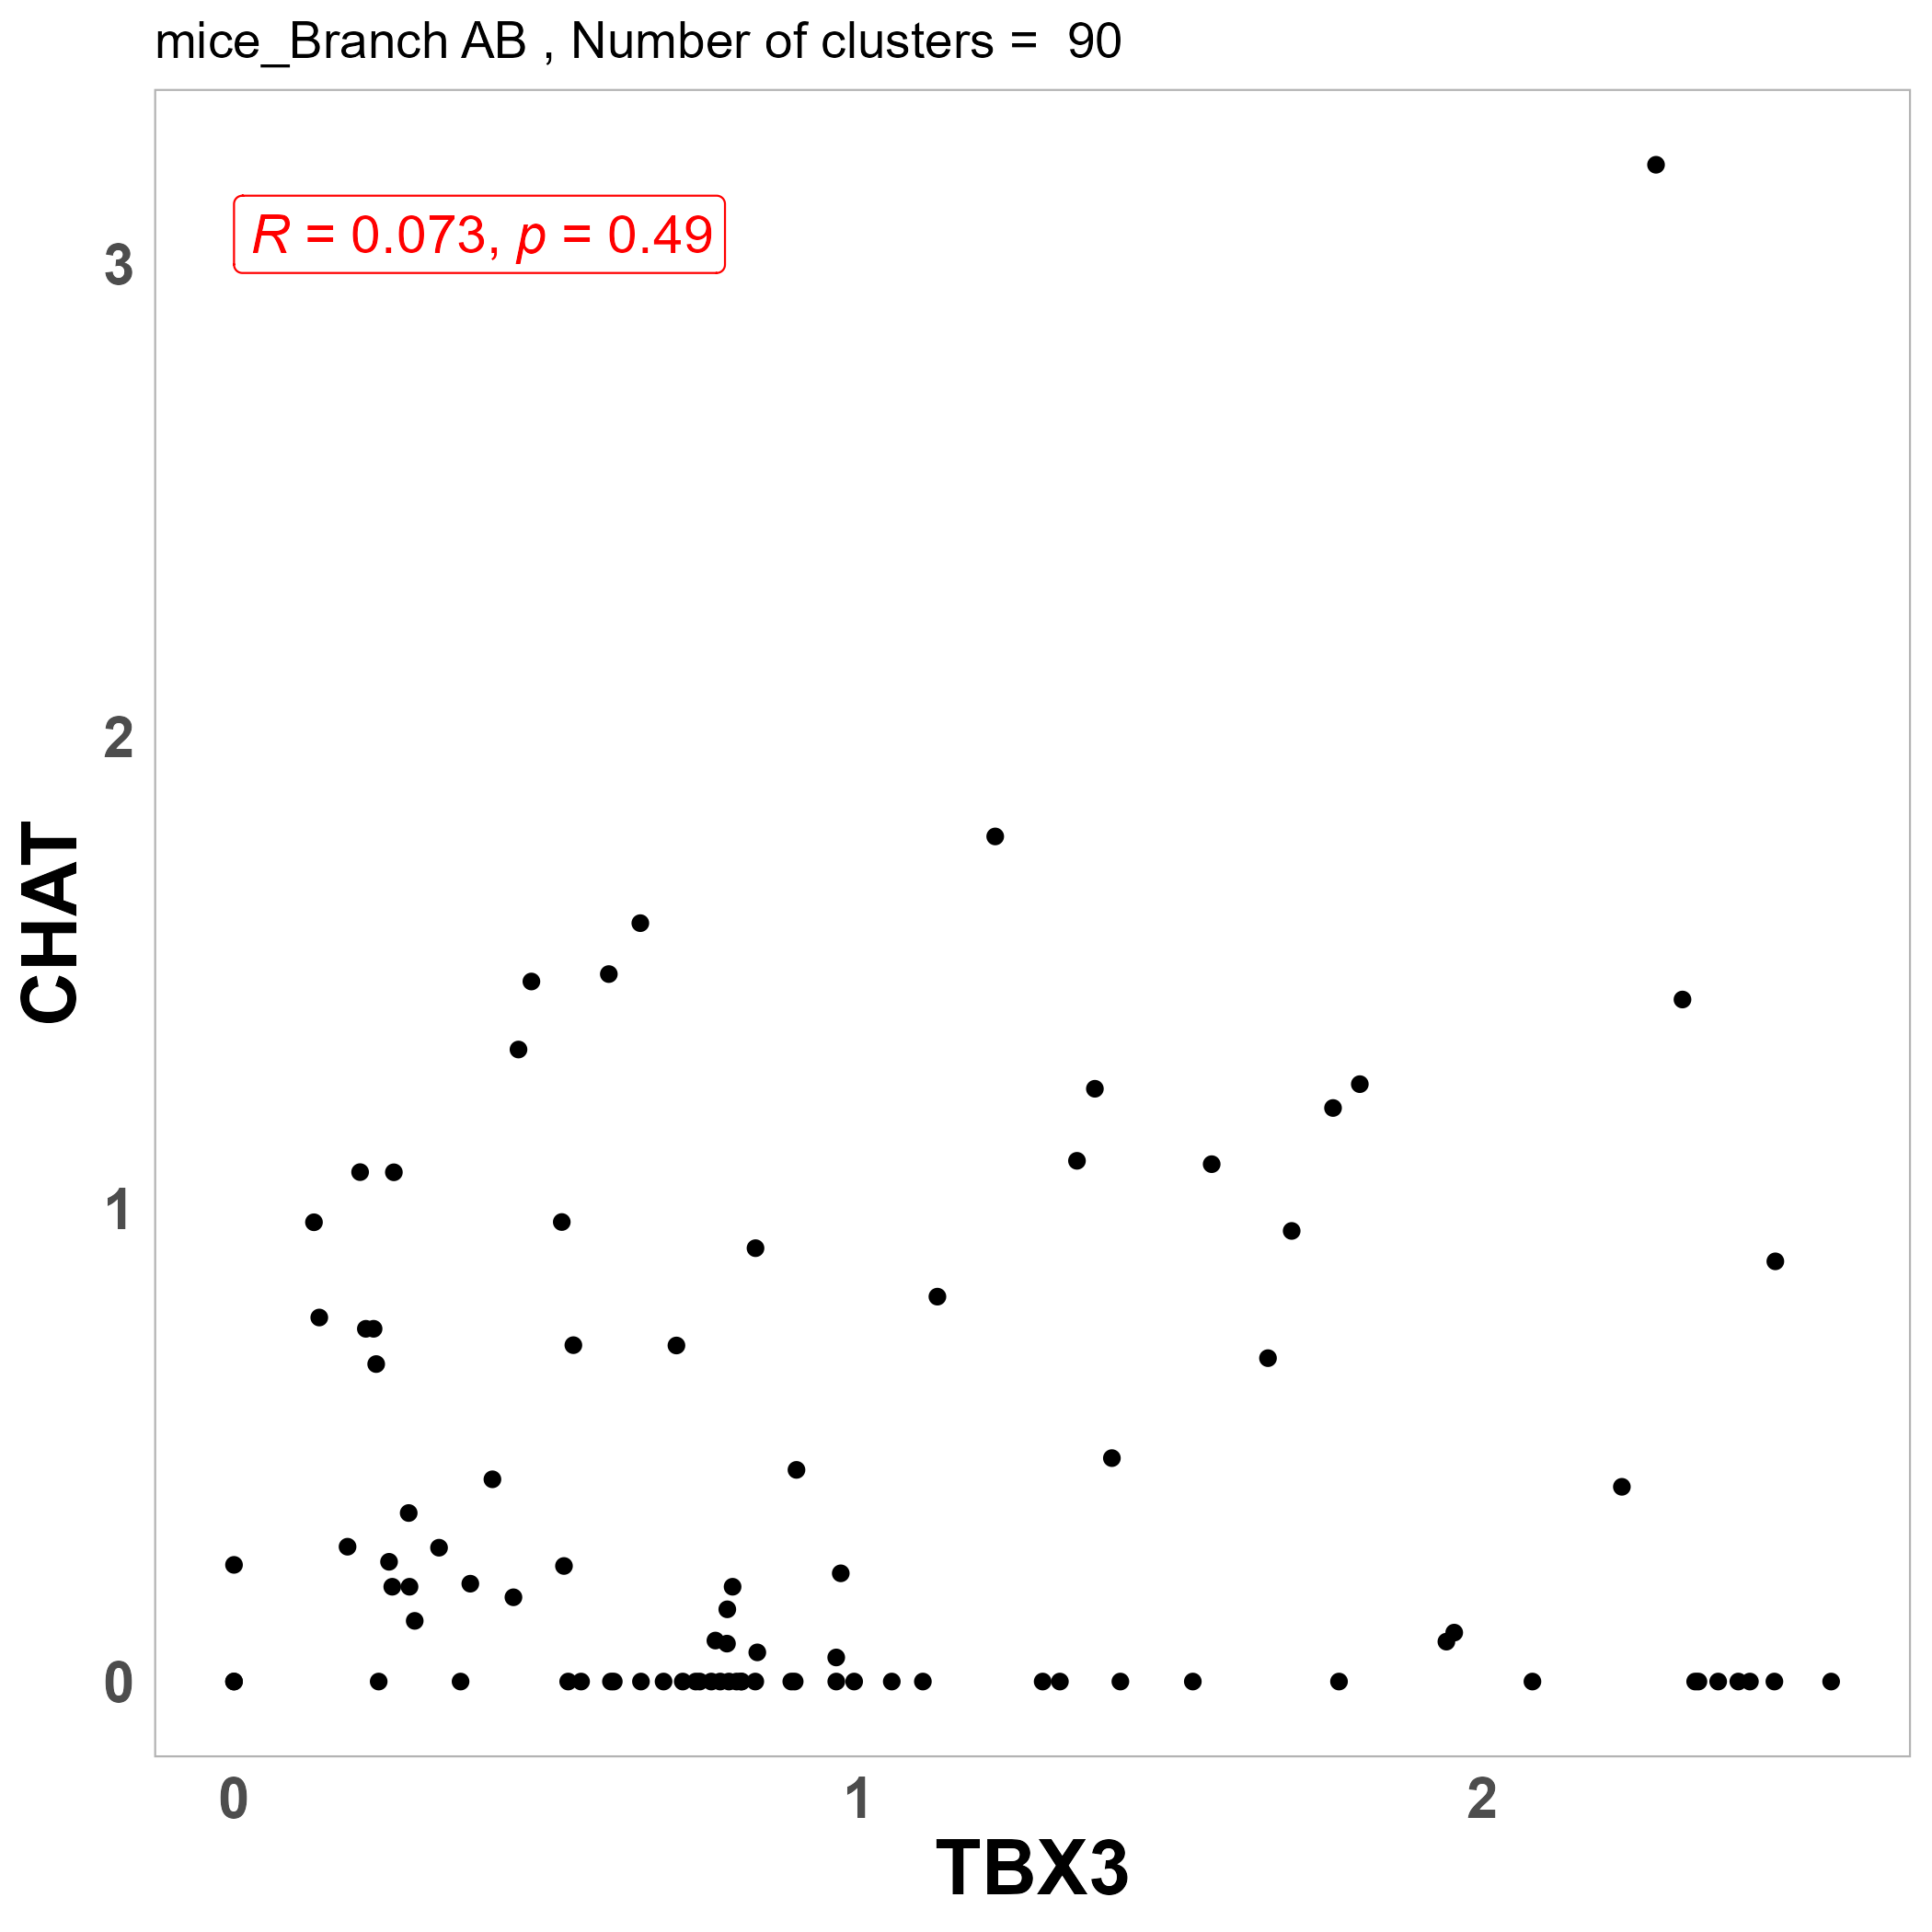 mice_Branch AB , Number of clusters =  90
R = 0.073, p = 0.49
3
2
1
0
CHAT
0 1 2
TBX3